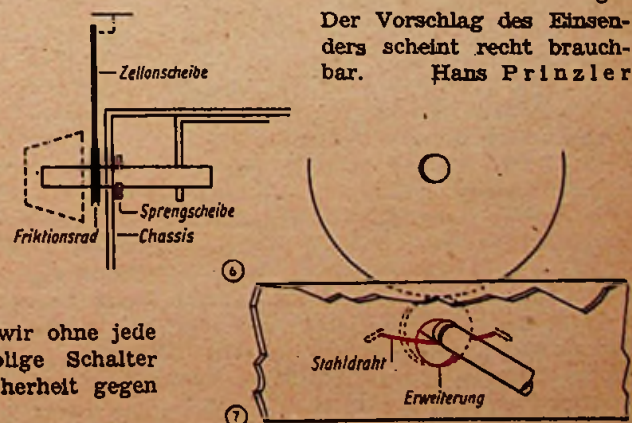 Der Vorschlag des Einsen-
ders scheint recht brauch-
bar. Hans Prinzler
Zellonscheibe
Sprengscheibe
Friktionsrad
Chassis
6
wir ohne jede
olige Schalter
cherheit gegen
Stahldraht
Erweiterung
7